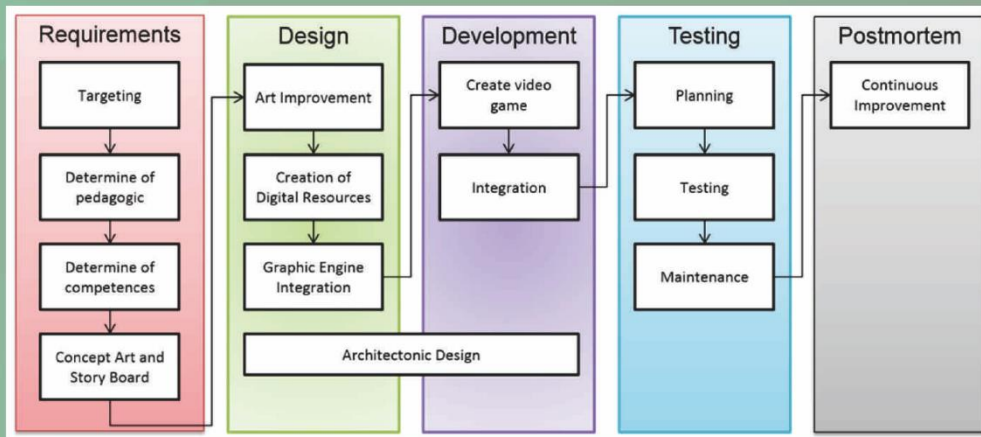 Requirements
Targeting
Determine of
pedagogic
Determine of
competences
Concept Art and
Story Board
Design
Art Improvement
Creation of
Digital Resources
Graphic Engine
Integration
Architectonic Design
Development
Create video
game
Integration
Testing
Planning
Testing
Maintenance
Postmortem
Continuous
Improvement